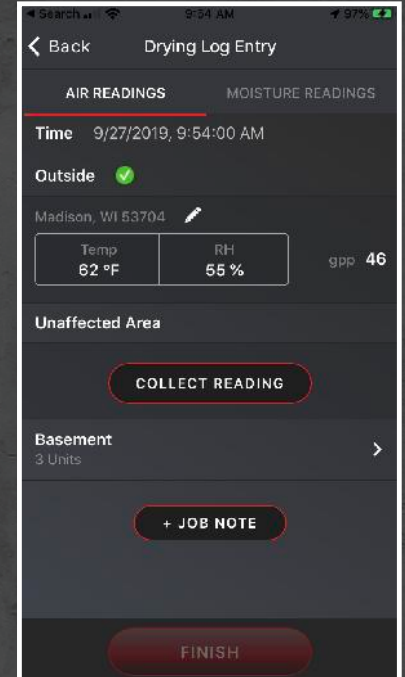 Search 9:54 AM 97%
Back Drying Log Entry
AIR READINGS MOISTURE READINGS
Time 9/27/2019, 9:54:00 AM
Outside
Madison, WI 53704
Temp RH
62 °F 55 % gpp 46
Unaffected Area
COLLECT READING
Basement
3 Units
+ JOB NOTE
FINISH